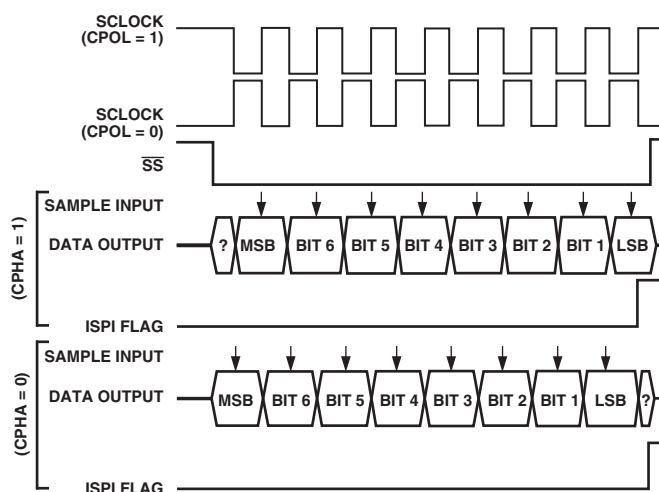 SCLOCK
(CPOL = 1)
SCLOCK
(CPOL = 0)
SS
(CPHA = 1)
SAMPLE INPUT
DATA OUTPUT
? MSB BIT 6 BIT 5 BIT 4 BIT 3 BIT 2 BIT 1 LSB
ISPI FLAG
(CPHA = 0)
SAMPLE INPUT
DATA OUTPUT
MSB BIT 6 BIT 5 BIT 4 BIT 3 BIT 2 BIT 1 LSB ?
ISPI FLAG